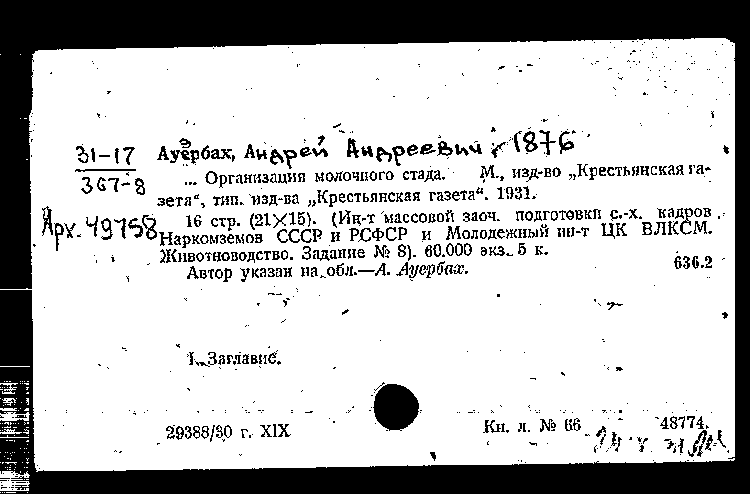 31-17 Ауэрбах, Андрей Андреевич, 1876
367-8 ... Организация молочного стада. М., изд-во „Крестьянская га-
зета“, тип. изд-ва „Крестьянская газета“. 1931.
Арх. 49758 16 стр. (21×15). (Ин-т массовой заоч. подготовки с.-х. кадров
Наркомземов СССР и РСФСР и Молодежный ин-т ЦК ВЛКСМ.
Животноводство. Задание № 8). 60.000 экз. 5 к.
Автор указан на обл.—А. Ауербах. 636.2
I. Заглавие.
29388/30 г. XIX Кн. л. № 66 48774.